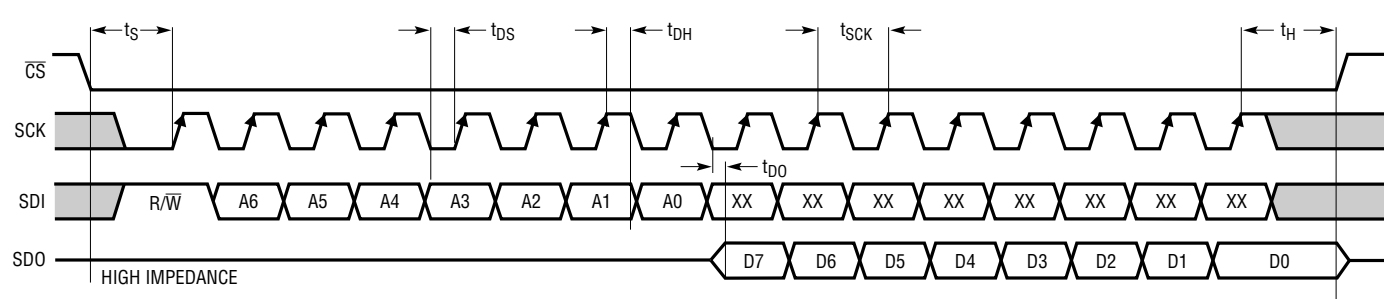 tS tDS tDH tSCK tH
C̅S̅
SCK
tDO
SDI R/W̅ A6 A5 A4 A3 A2 A1 A0 XX XX XX XX XX XX XX XX
SDO D7 D6 D5 D4 D3 D2 D1 D0
HIGH IMPEDANCE